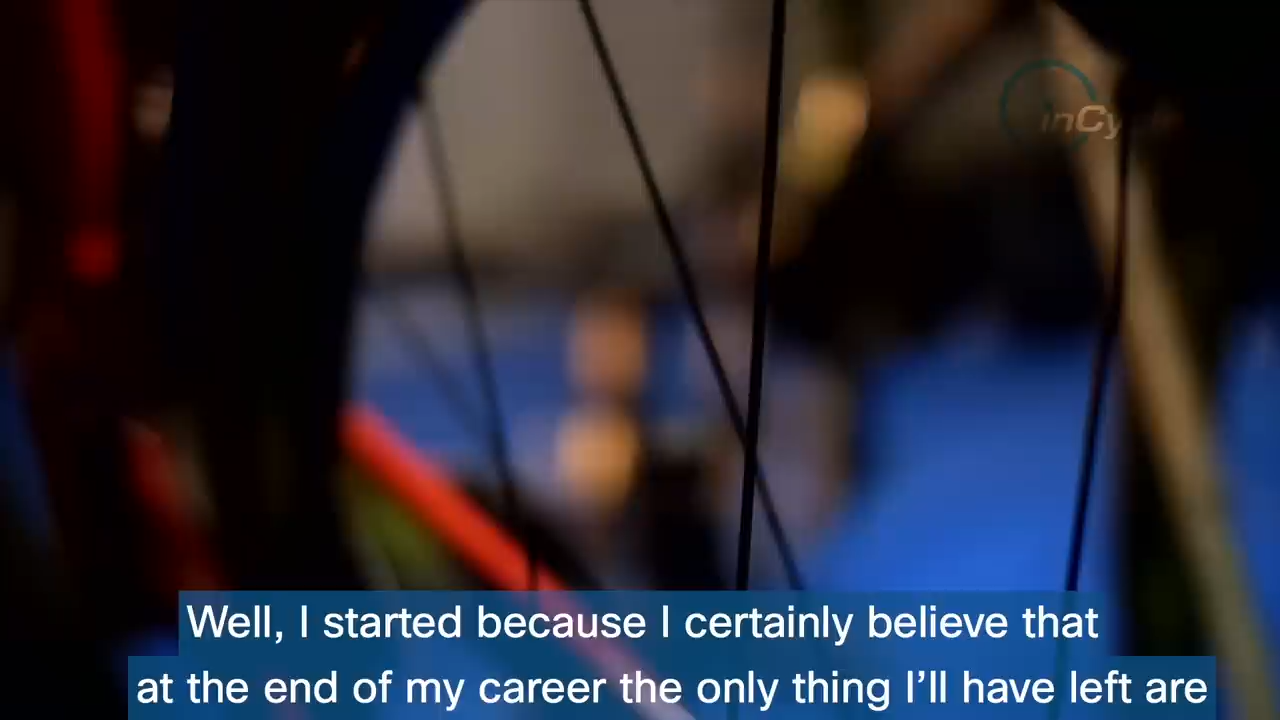 inCycle
Well, I started because I certainly believe that
at the end of my career the only thing I’ll have left are